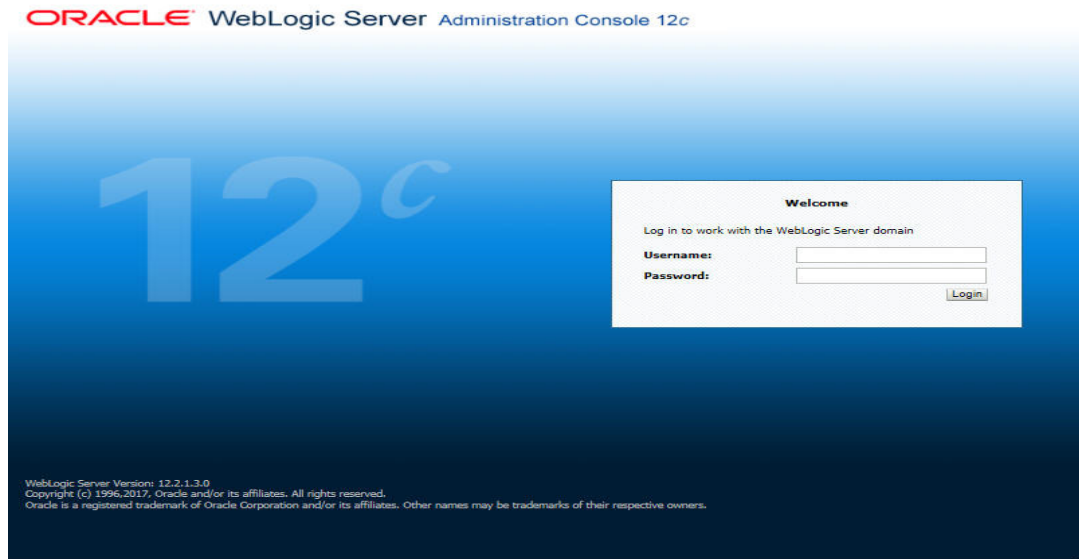 ORACLE WebLogic Server Administration Console 12c
12c
Welcome
Log in to work with the WebLogic Server domain
Username:
Password:
Login
WebLogic Server Version: 12.2.1.3.0
Copyright (c) 1996,2017, Oracle and/or its affiliates. All rights reserved.
Oracle is a registered trademark of Oracle Corporation and/or its affiliates. Other names may be trademarks of their respective owners.